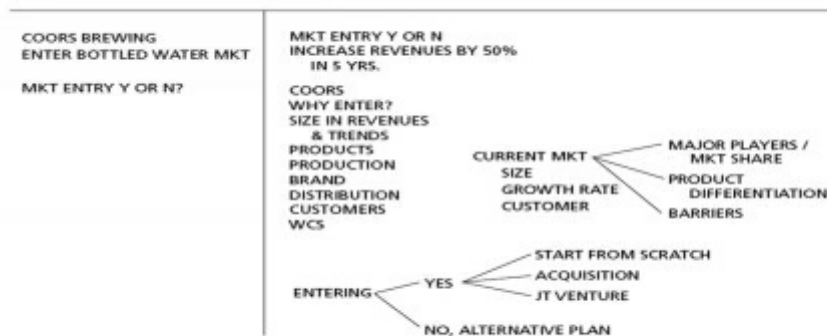 COORS BREWING
ENTER BOTTLED WATER MKT
MKT ENTRY Y OR N?
MKT ENTRY Y OR N
INCREASE REVENUES BY 50%
IN 5 YRS.
COORS
WHY ENTER?
SIZE IN REVENUES
& TRENDS
PRODUCTS
PRODUCTION
BRAND
DISTRIBUTION
CUSTOMERS
WCS
CURRENT MKT
SIZE
GROWTH RATE
CUSTOMER
MAJOR PLAYERS /
MKT SHARE
PRODUCT
DIFFERENTIATION
BARRIERS
ENTERING
YES
START FROM SCRATCH
ACQUISITION
JT VENTURE
NO, ALTERNATIVE PLAN